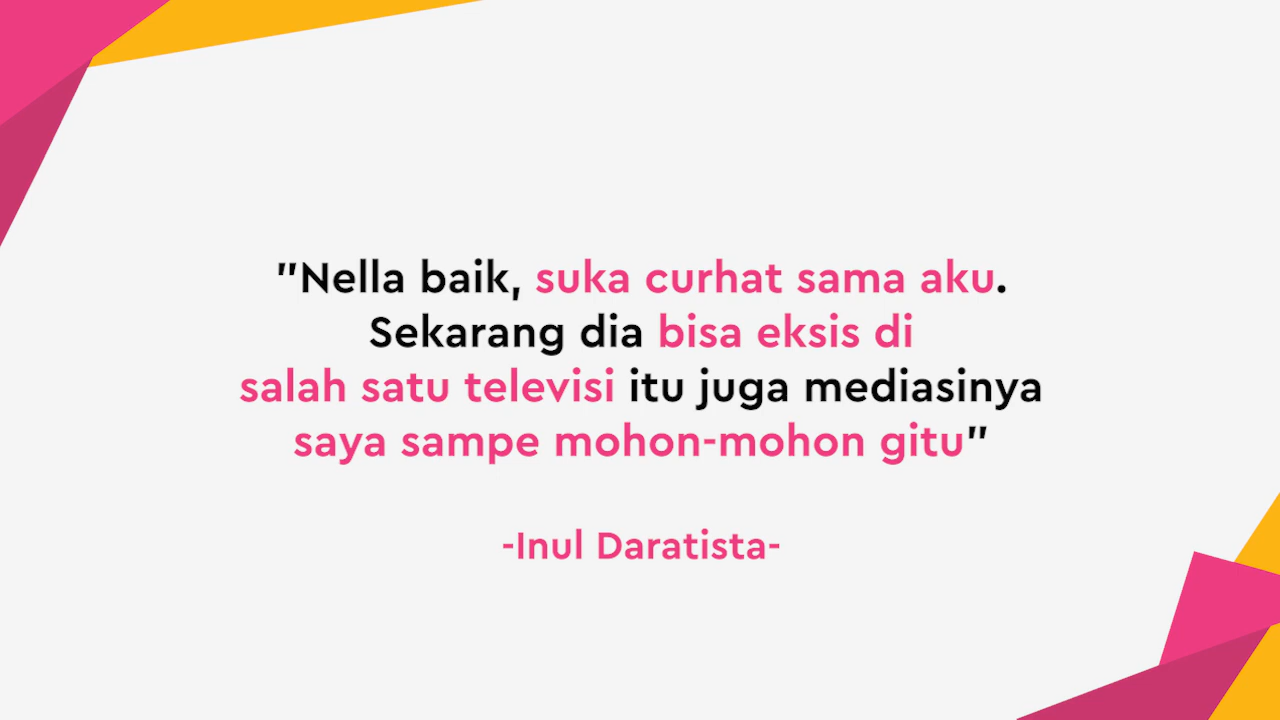 "Nella baik, suka curhat sama aku.
Sekarang dia bisa eksis di
salah satu televisi itu juga mediasinya
saya sampe mohon-mohon gitu"
-Inul Daratista-